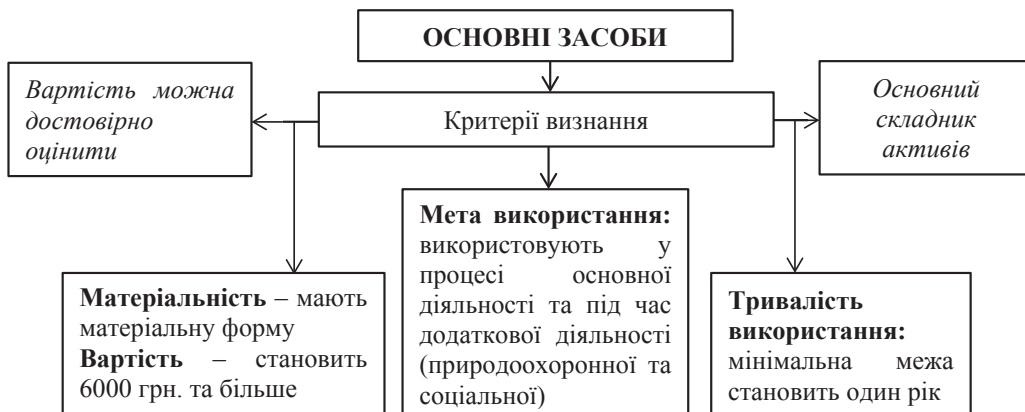 ОСНОВНІ ЗАСОБИ
Вартість можна
достовірно
оцінити
Критерії визнання
Основний
складник
активів
Матеріальність – мають
матеріальну форму
Вартість – становить
6000 грн. та більше
Мета використання:
використовують у
процесі основної
діяльності та під час
додаткової діяльності
(природоохоронної та
соціальної)
Тривалість
використання:
мінімальна межа
становить один рік